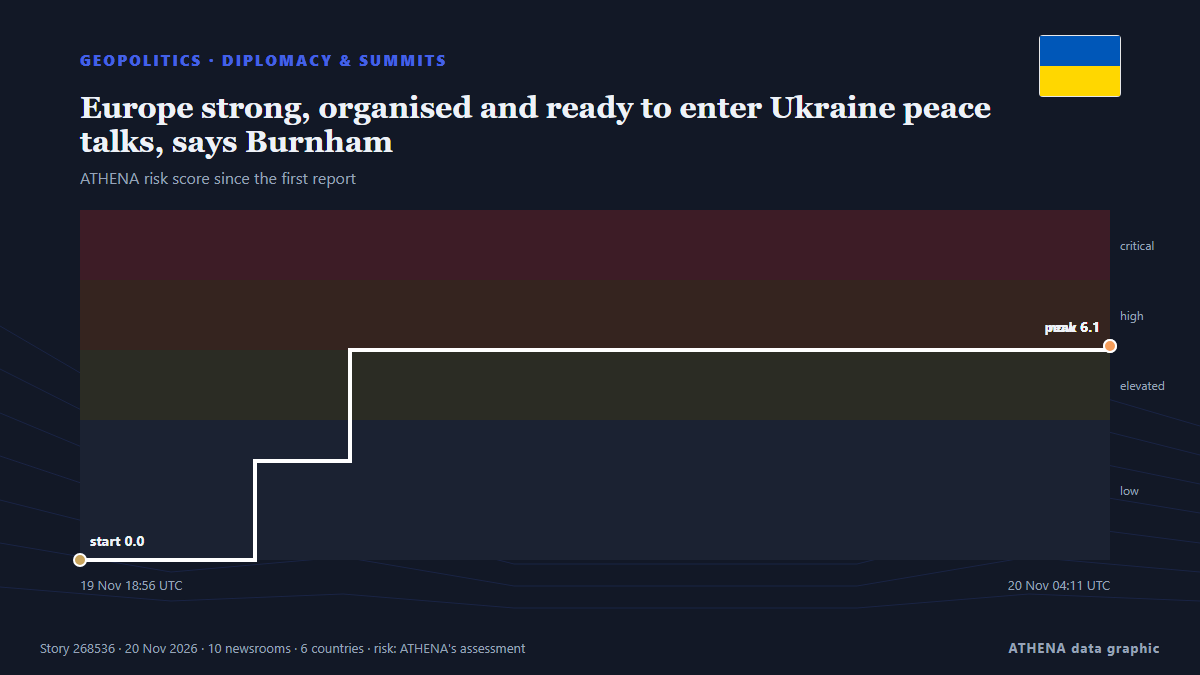 GEOPOLITICS · DIPLOMACY & SUMMITS
Europe strong, organised and ready to enter Ukraine peace
talks, says Burnham
ATHENA risk score since the first report
critical
high
elevated
low
peak 6.1
start 0.0
19 Nov 18:56 UTC
20 Nov 04:11 UTC
Story 268536 · 20 Nov 2026 · 10 newsrooms · 6 countries · risk: ATHENA's assessment
ATHENA data graphic